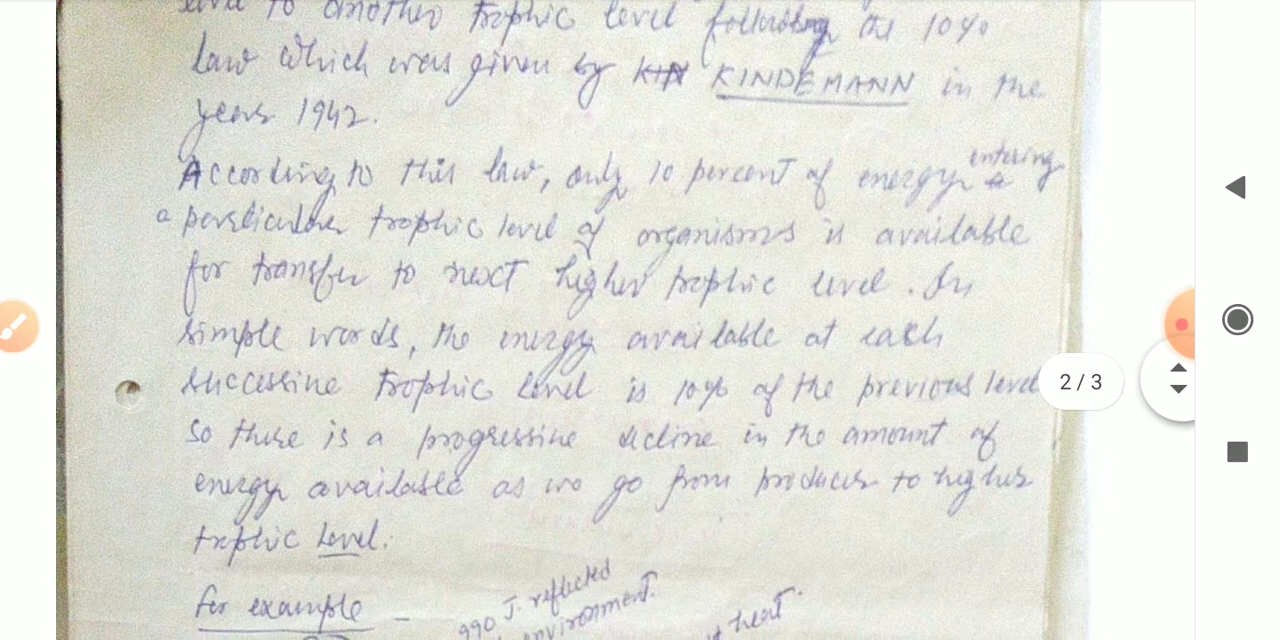 level to another trophic level following the 10%
law which was given by KIN KINDEMANN in the
years 1942.
According to this law, only 10 percent of energy entering
a perticular trophic level of organisms is available
for transfer to next higher trophic level. In
simple words, the energy available at each
successive trophic level is 10% of the previous level
2/3
so there is a progressive decline in the amount of
energy available as we go from producer to higher
trophic level.
for example -
990 J. reflected
environment.
heat.